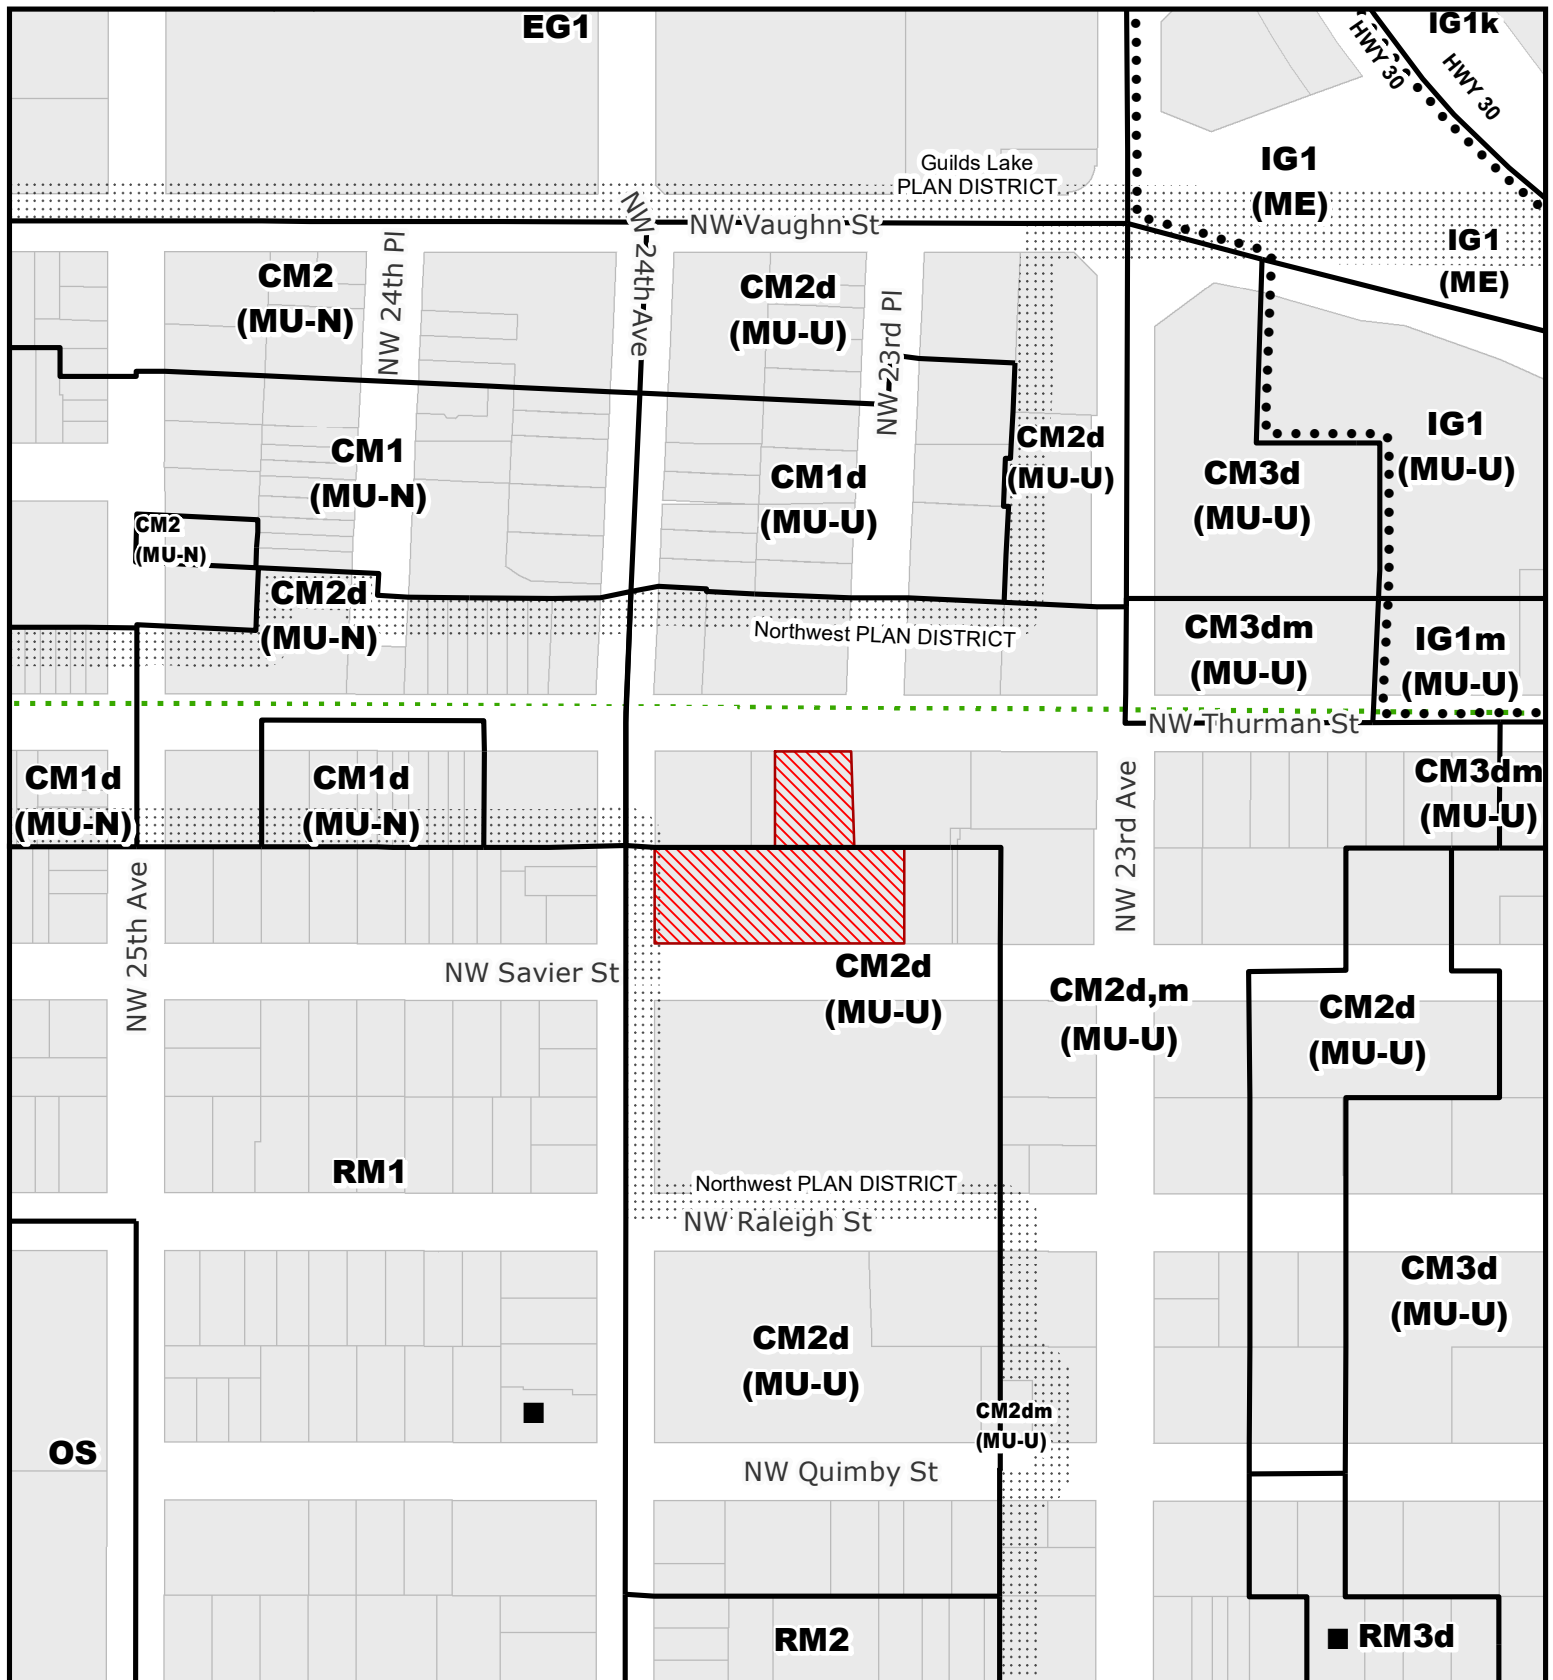 EG1
IG1k
HWY 30
HWY 30
Guilds Lake
PLAN DISTRICT
IG1
(ME)
NW Vaughn St
IG1
(ME)
CM2
(MU-N)
NW 24th Pl
NW 24th Ave
CM2d
(MU-U)
NW 23rd Pl
CM1
(MU-N)
CM1d
(MU-U)
CM2d
(MU-U)
CM3d
(MU-U)
IG1
(MU-U)
CM2
(MU-N)
CM2d
(MU-N)
Northwest PLAN DISTRICT
CM3dm
(MU-U)
IG1m
(MU-U)
NW Thurman St
CM1d
(MU-N)
CM1d
(MU-N)
CM3dm
(MU-U)
NW 25th Ave
NW 23rd Ave
NW Savier St
CM2d
(MU-U)
CM2d,m
(MU-U)
CM2d
(MU-U)
RM1
Northwest PLAN DISTRICT
NW Raleigh St
CM3d
(MU-U)
CM2d
(MU-U)
CM2dm
(MU-U)
OS
NW Quimby St
RM2
RM3d